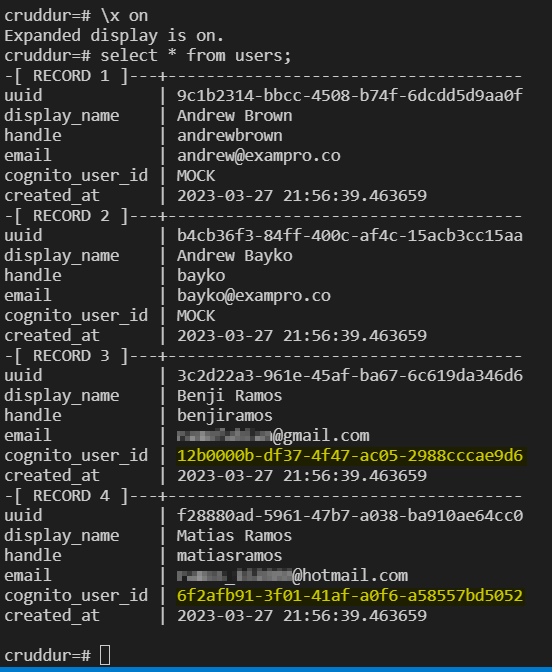 cruddur=# \x on
Expanded display is on.
cruddur=# select * from users;
-[ RECORD 1 ]---+-------------------------------------
uuid            | 9c1b2314-bbcc-4508-b74f-6dcdd5d9aa0f
display_name    | Andrew Brown
handle          | andrewbrown
email           | andrew@exampro.co
cognito_user_id | MOCK
created_at      | 2023-03-27 21:56:39.463659
-[ RECORD 2 ]---+-------------------------------------
uuid            | b4cb36f3-84ff-400c-af4c-15acb3cc15aa
display_name    | Andrew Bayko
handle          | bayko
email           | bayko@exampro.co
cognito_user_id | MOCK
created_at      | 2023-03-27 21:56:39.463659
-[ RECORD 3 ]---+-------------------------------------
uuid            | 3c2d22a3-961e-45af-ba67-6c619da346d6
display_name    | Benji Ramos
handle          | benjiramos
email           | @gmail.com
cognito_user_id | 12b0000b-df37-4f47-ac05-2988cccae9d6
created_at      | 2023-03-27 21:56:39.463659
-[ RECORD 4 ]---+-------------------------------------
uuid            | f28880ad-5961-47b7-a038-ba910ae64cc0
display_name    | Matias Ramos
handle          | matiasramos
email           | @hotmail.com
cognito_user_id | 6f2afb91-3f01-41af-a0f6-a58557bd5052
created_at      | 2023-03-27 21:56:39.463659
cruddur=#